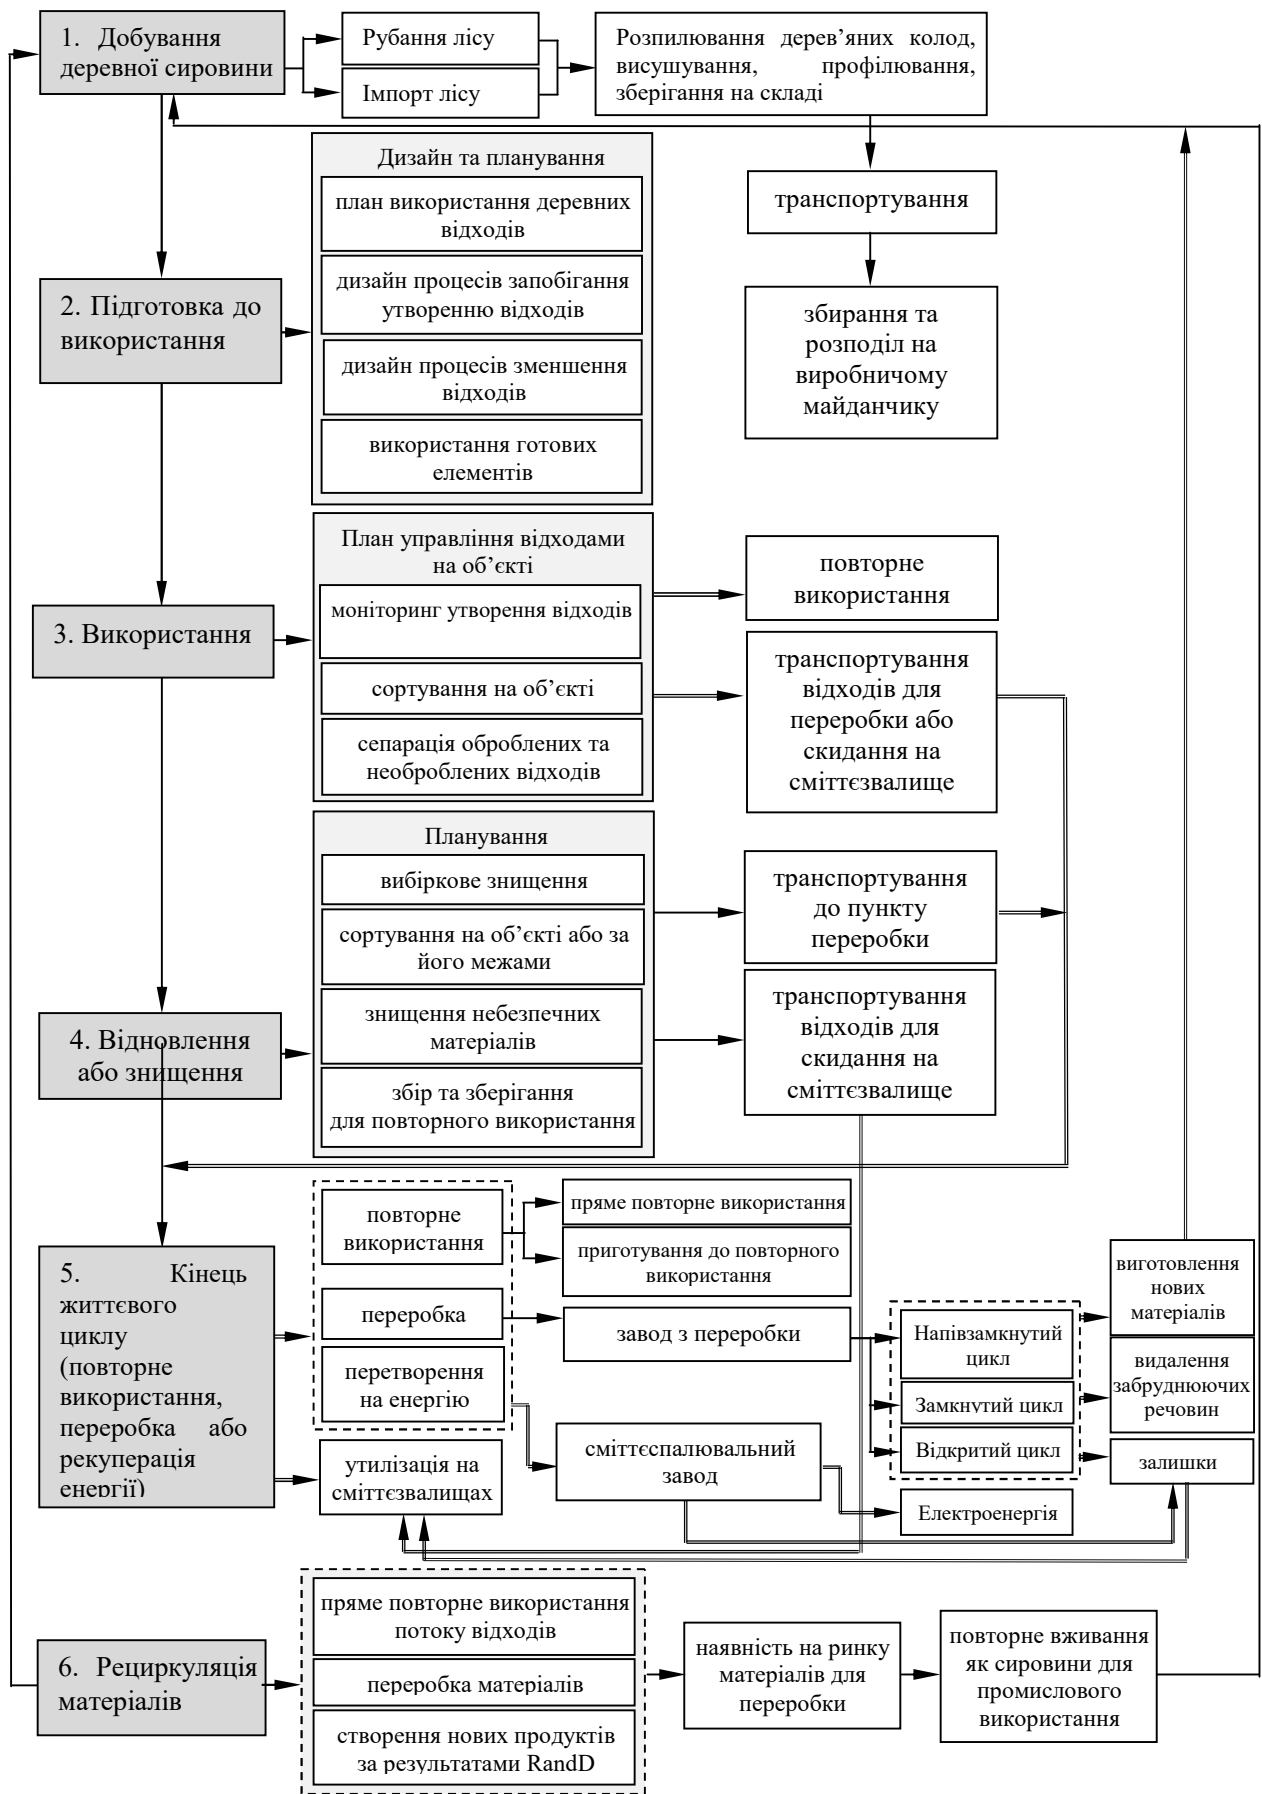 1. Добування
деревної сировини
Рубання лісу
Імпорт лісу
Розпилювання дерев’яних колод,
висушування, профілювання,
зберігання на складі
транспортування
збирання та
розподіл на
виробничому
майданчику
2. Підготовка до
використання
Дизайн та планування
план використання деревних
відходів
дизайн процесів запобігання
утворенню відходів
дизайн процесів зменшення
відходів
використання готових
елементів
3. Використання
План управління відходами
на об’єкті
моніторинг утворення відходів
сортування на об’єкті
сепарація оброблених та
необроблених відходів
повторне
використання
транспортування
відходів для
переробки або
скидання на
сміттєзвалище
4. Відновлення
або знищення
Планування
вибіркове знищення
сортування на об’єкті або за
його межами
знищення небезпечних
матеріалів
збір та зберігання
для повторного використання
транспортування
до пункту
переробки
транспортування
відходів для
скидання на
сміттєзвалище
5. Кінець
життєвого
циклу
(повторне
використання,
переробка або
рекуперація
енергії)
повторне
використання
переробка
перетворення
на енергію
утилізація на
сміттєзвалищах
пряме повторне використання
приготування до повторного
використання
завод з переробки
сміттєспалювальний
завод
Напівзамкнутий
цикл
Замкнутий цикл
Відкритий цикл
Електроенергія
виготовлення
нових
матеріалів
видалення
забруднюючих
речовин
залишки
6. Рециркуляція
матеріалів
пряме повторне використання
потоку відходів
переробка матеріалів
створення нових продуктів
за результатами RandD
наявність на ринку
матеріалів для
переробки
повторне вживання
як сировини для
промислового
використання